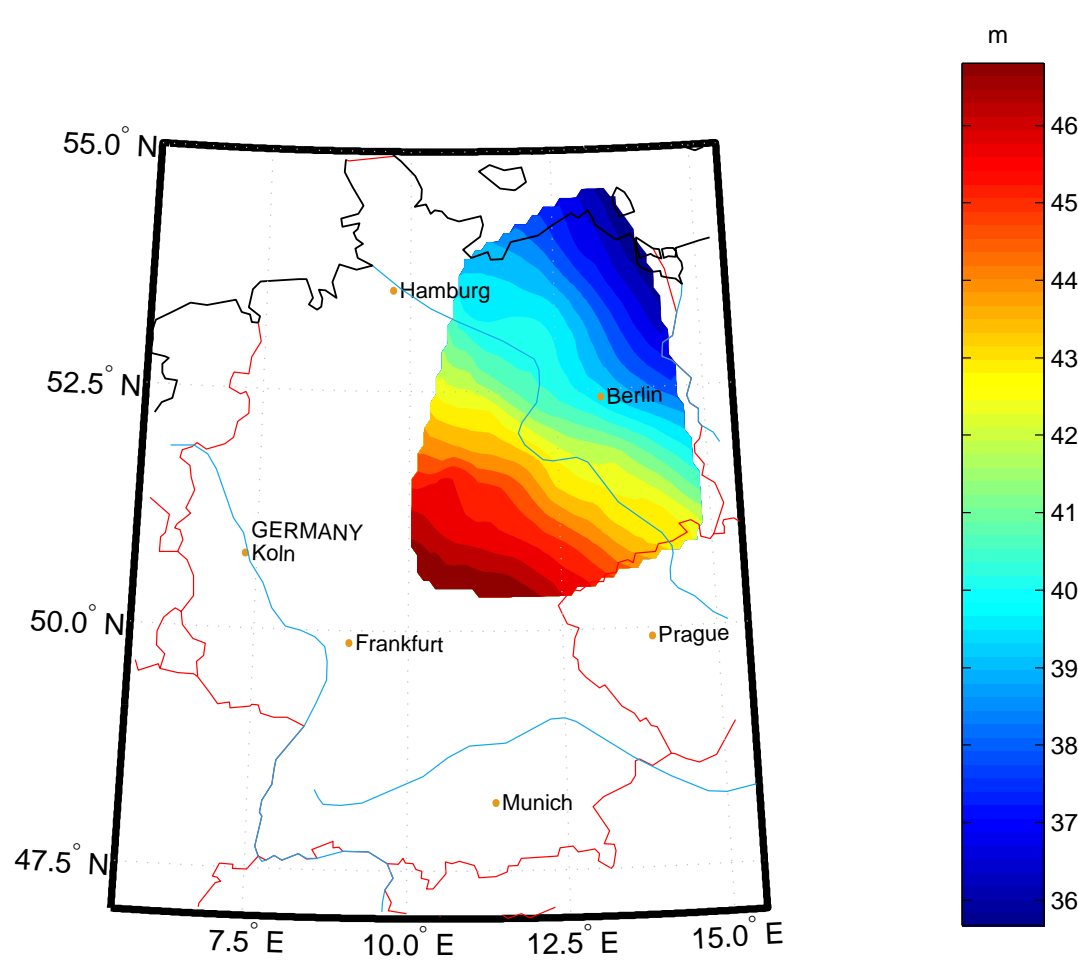 m
55.0° N
52.5° N
50.0° N
47.5° N
7.5° E
10.0° E
12.5° E
15.0° E
Hamburg
Berlin
GERMANY
Koln
Frankfurt
Prague
Munich
46
45
44
43
42
41
40
39
38
37
36